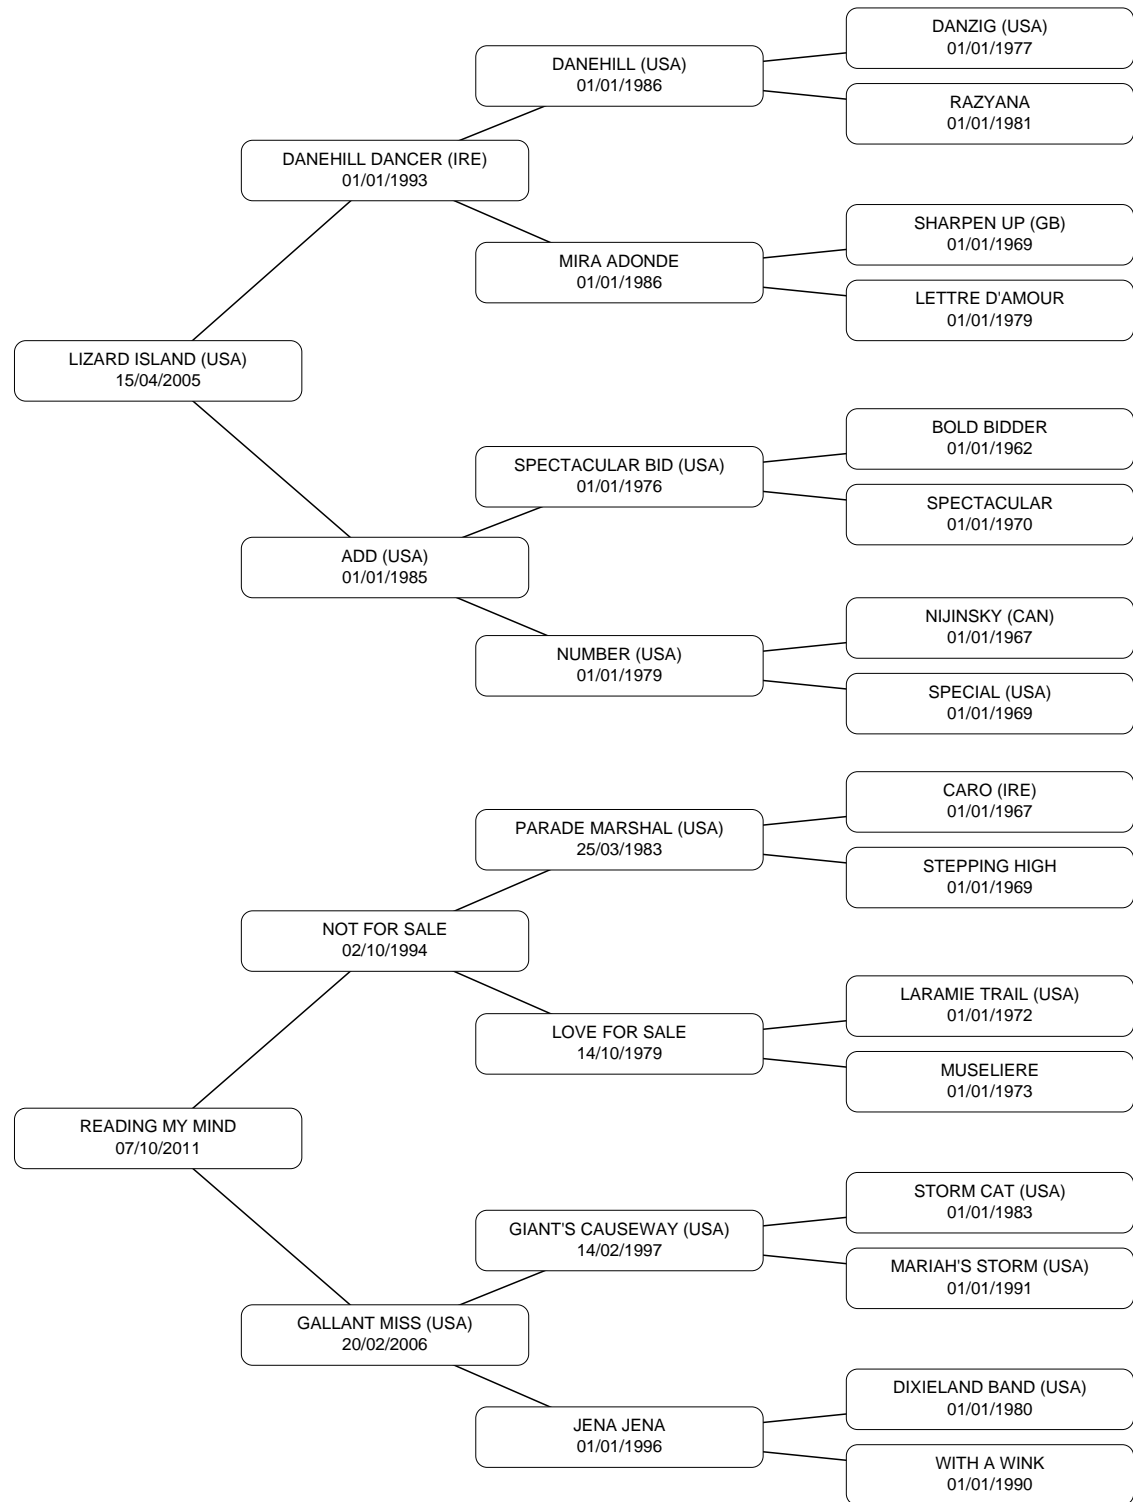 DANZIG (USA)
01/01/1977
DANEHILL (USA)
01/01/1986
RAZYANA
01/01/1981
DANEHILL DANCER (IRE)
01/01/1993
SHARPEN UP (GB)
01/01/1969
MIRA ADONDE
01/01/1986
LETTRE D'AMOUR
01/01/1979
LIZARD ISLAND (USA)
15/04/2005
BOLD BIDDER
01/01/1962
SPECTACULAR BID (USA)
01/01/1976
SPECTACULAR
01/01/1970
ADD (USA)
01/01/1985
NIJINSKY (CAN)
01/01/1967
NUMBER (USA)
01/01/1979
SPECIAL (USA)
01/01/1969
CARO (IRE)
01/01/1967
PARADE MARSHAL (USA)
25/03/1983
STEPPING HIGH
01/01/1969
NOT FOR SALE
02/10/1994
LARAMIE TRAIL (USA)
01/01/1972
LOVE FOR SALE
14/10/1979
MUSELIERE
01/01/1973
READING MY MIND
07/10/2011
STORM CAT (USA)
01/01/1983
GIANT'S CAUSEWAY (USA)
14/02/1997
MARIAH'S STORM (USA)
01/01/1991
GALLANT MISS (USA)
20/02/2006
DIXIELAND BAND (USA)
01/01/1980
JENA JENA
01/01/1996
WITH A WINK
01/01/1990